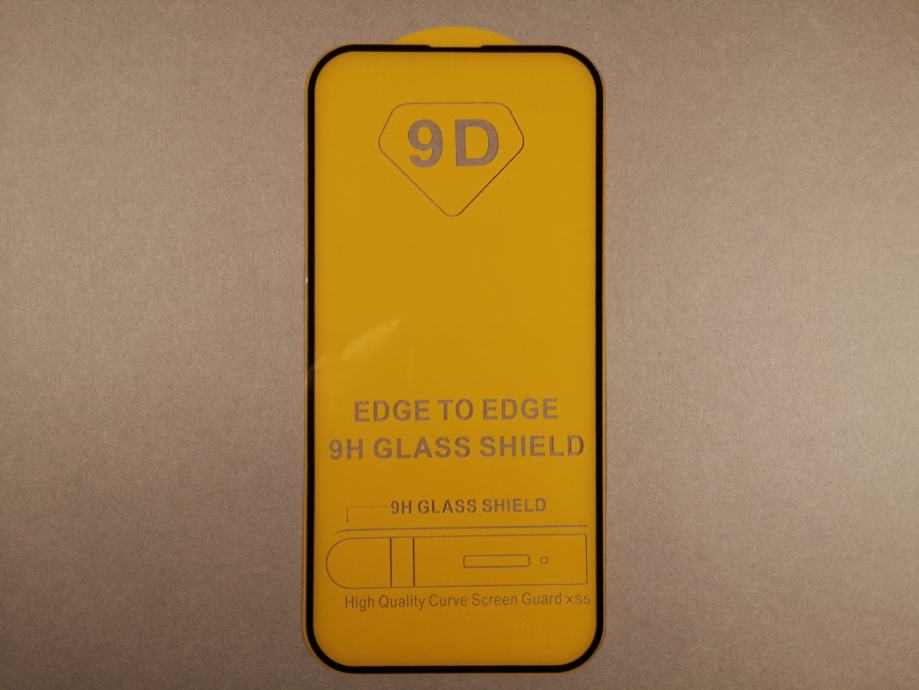 9D
EDGE TO EDGE
9H GLASS SHIELD
9H GLASS SHIELD
High Quality Curve Screen Guard xs5